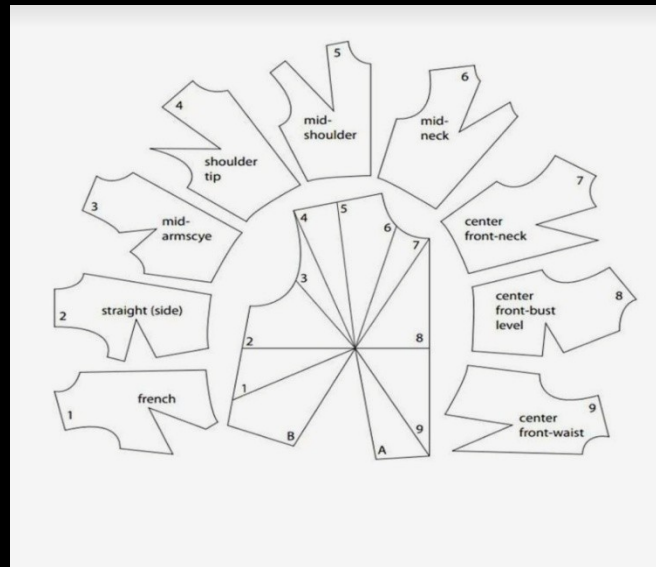 5
4
6
mid-
shoulder
mid-
neck
shoulder
tip
3
7
mid-
armscye
center
front-neck
4
5
6
7
3
straight (side)
2
center
front-bust
level
8
2
8
french
1
1
9
center
front-waist
B
9
A